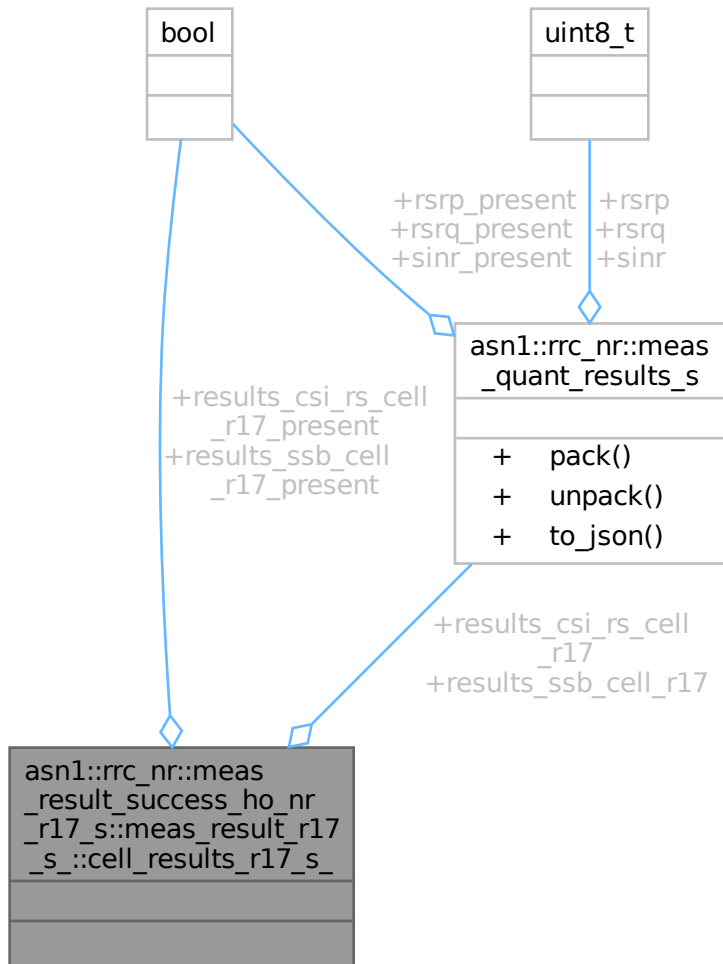 bool
uint8_t
+rsrp_present
+rsrq_present
+sinr_present
+rsrp
+rsrq
+sinr
asn1::rrc_nr::meas
_quant_results_s
+ pack()
+ unpack()
+ to_json()
+results_csi_rs_cell
_r17_present
+results_ssb_cell
_r17_present
+results_csi_rs_cell
_r17
+results_ssb_cell_r17
asn1::rrc_nr::meas
_result_success_ho_nr
_r17_s::meas_result_r17
_s_::cell_results_r17_s_